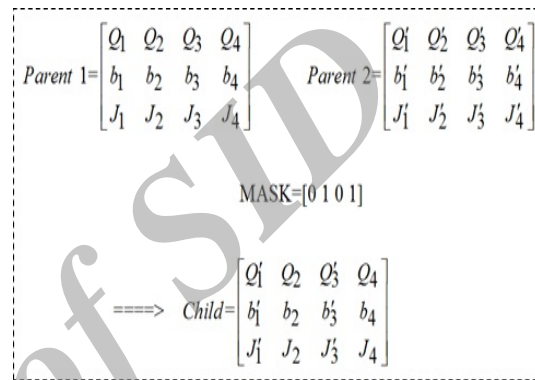 Parent 1= [Q1 Q2 Q3 Q4
b1 b2 b3 b4
J1 J2 J3 J4]
Parent 2= [Q′1 Q′2 Q′3 Q′4
b′1 b′2 b′3 b′4
J′1 J′2 J′3 J′4]
MASK=[0 1 0 1]
====> Child= [Q′1 Q2 Q′3 Q4
b′1 b2 b′3 b4
J′1 J2 J′3 J4]
of SID